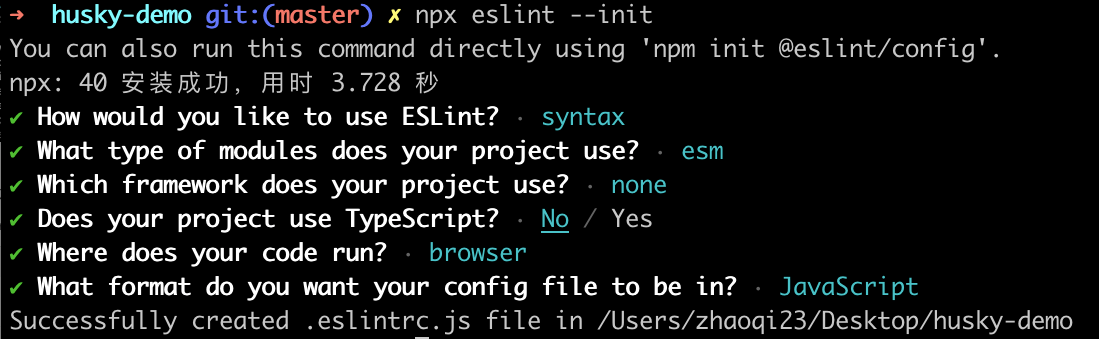 ➜ husky-demo git:(master) ✗ npx eslint --init
You can also run this command directly using 'npm init @eslint/config'.
npx: 40 安装成功，用时 3.728 秒
✔ How would you like to use ESLint? · syntax
✔ What type of modules does your project use? · esm
✔ Which framework does your project use? · none
✔ Does your project use TypeScript? · No / Yes
✔ Where does your code run? · browser
✔ What format do you want your config file to be in? · JavaScript
Successfully created .eslintrc.js file in /Users/zhaoqi23/Desktop/husky-demo